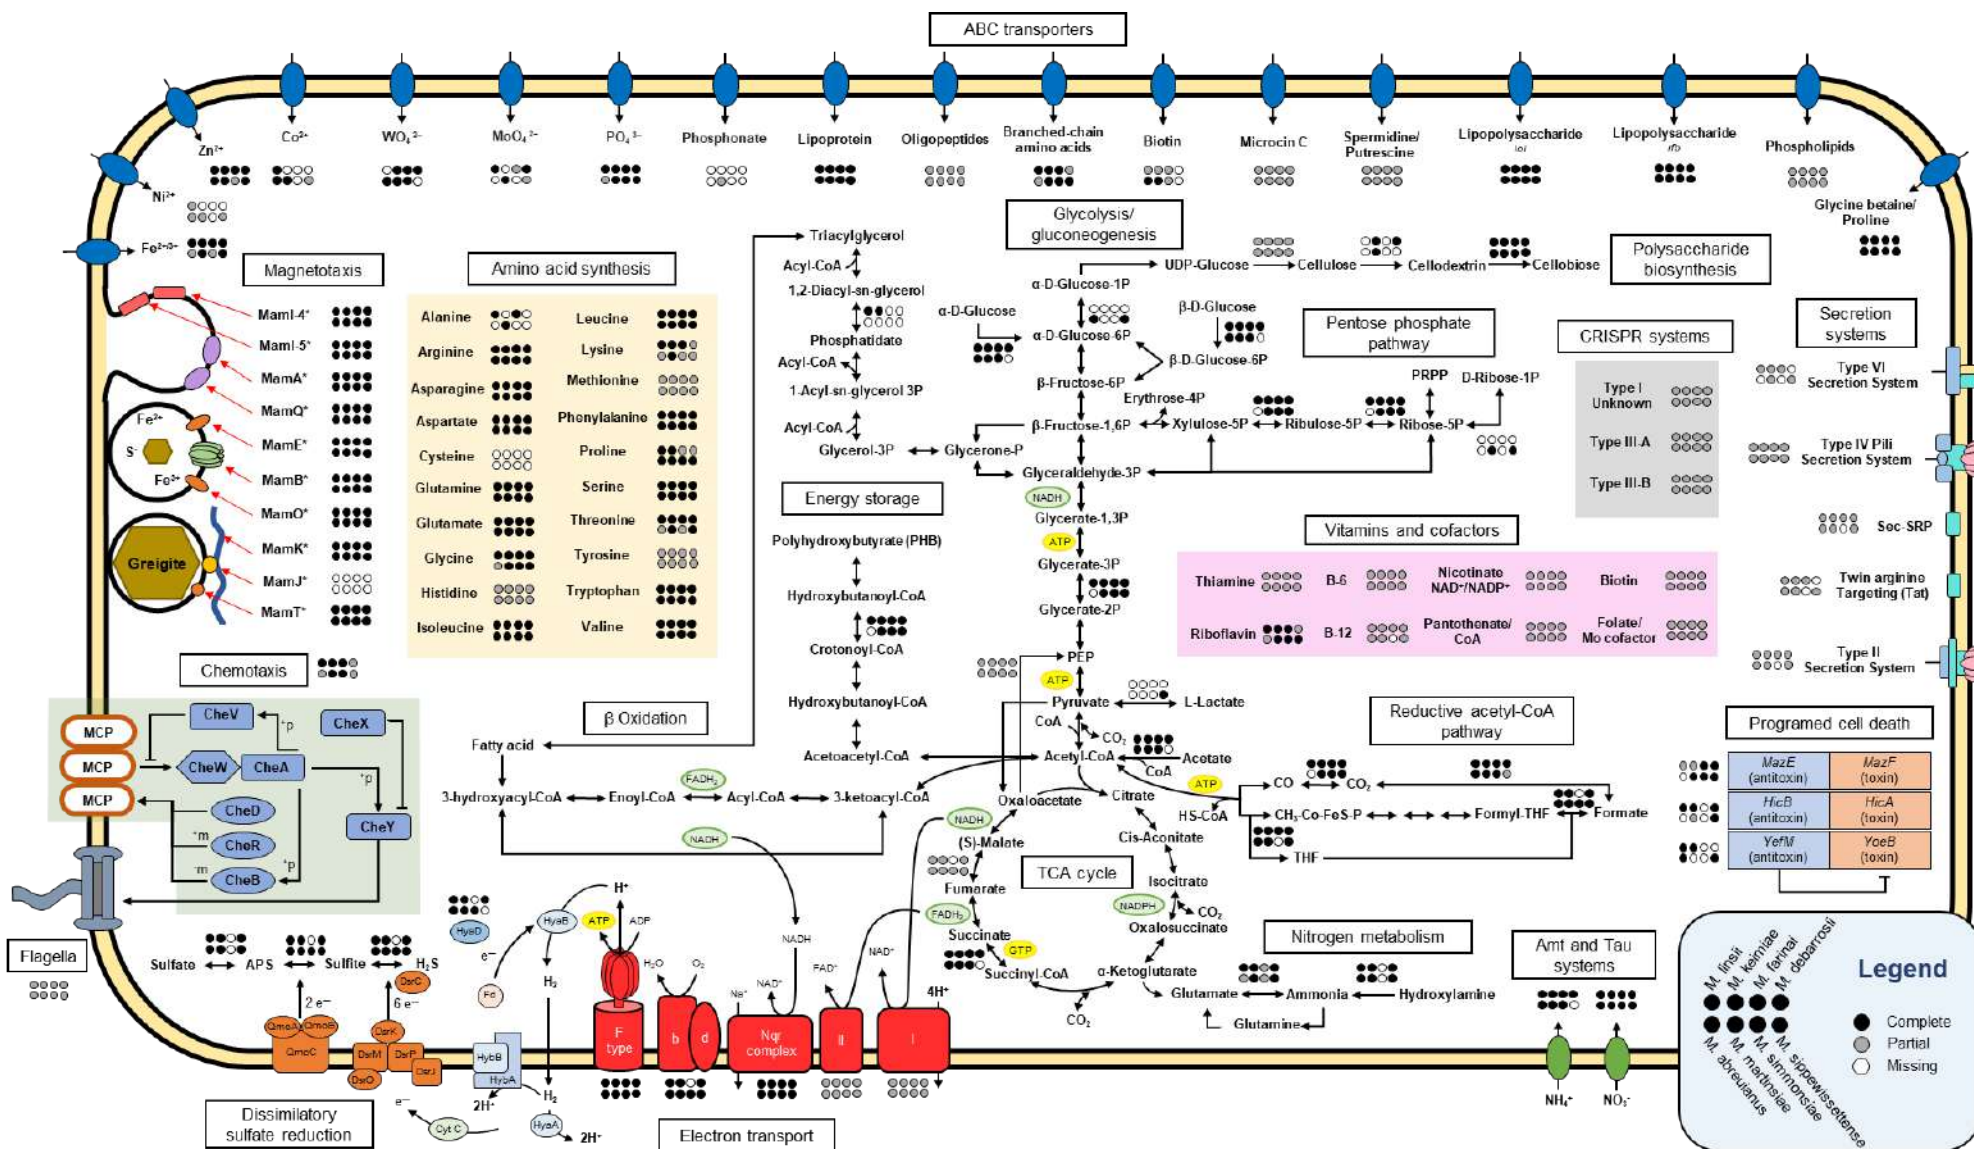 ABC transporters
Zn²⁺
Co²⁺
WO₄²⁻
MoO₄²⁻
PO₄³⁻
Phosphonate
Lipoprotein
Oligopeptides
Branched-chain
amino acids
Biotin
Microcin C
Spermidine/
Putrescine
Lipopolysaccharide
lol
Lipopolysaccharide
rfb
Phospholipids
Glycine betaine/
Proline
Ni²⁺
Fe²⁺/³⁺
Magnetotaxis
MamI-4*
MamI-5*
MamA*
MamQ*
MamE*
MamB*
MamO*
MamK*
MamJ*
MamT*
Fe²⁺
S⁻
Fe³⁺
Greigite
Amino acid synthesis
Alanine
Leucine
Arginine
Lysine
Asparagine
Methionine
Aspartate
Phenylalanine
Cysteine
Proline
Glutamine
Serine
Glutamate
Threonine
Glycine
Tyrosine
Histidine
Tryptophan
Isoleucine
Valine
Triacylglycerol
Acyl-CoA
1,2-Diacyl-sn-glycerol
Phosphatidate
Acyl-CoA
1-Acyl-sn-glycerol 3P
Acyl-CoA
Glycerol-3P
Glycerone-P
Energy storage
Polyhydroxybutyrate (PHB)
Hydroxybutanoyl-CoA
Crotonoyl-CoA
Hydroxybutanoyl-CoA
Acetoacetyl-CoA
Glycolysis/
gluconeogenesis
α-D-Glucose-1P
α-D-Glucose
α-D-Glucose-6P
β-D-Glucose
β-D-Glucose-6P
β-Fructose-6P
β-Fructose-1,6P
Glyceraldehyde-3P
NADH
Glycerate-1,3P
ATP
Glycerate-3P
Glycerate-2P
PEP
ATP
Pyruvate
L-Lactate
CoA
CO₂
Acetyl-CoA
Acetate
CoA
UDP-Glucose
Cellulose
Cellodextrin
Cellobiose
Polysaccharide
biosynthesis
Pentose phosphate
pathway
Erythrose-4P
Xylulose-5P
Ribulose-5P
Ribose-5P
PRPP
D-Ribose-1P
CRISPR systems
Type I
Unknown
Type III-A
Type III-B
Secretion
systems
Type VI
Secretion System
Type IV Pili
Secretion System
Sec-SRP
Twin arginine
Targeting (Tat)
Type II
Secretion System
Vitamins and cofactors
Thiamine
B-6
Nicotinate
NAD⁺/NADP⁺
Biotin
Riboflavin
B-12
Pantothenate/
CoA
Folate/
Mo cofactor
Chemotaxis
MCP
MCP
MCP
CheV
CheX
CheW
CheA
CheD
CheR
CheB
CheY
⁺p
⁺p
⁺p
⁺m
⁻m
Flagella
β Oxidation
Fatty acid
3-hydroxyacyl-CoA
Enoyl-CoA
FADH₂
Acyl-CoA
3-ketoacyl-CoA
NADH
Reductive acetyl-CoA
pathway
ATP
HS-CoA
CO
CO₂
CH₃-Co-FeS-P
Formyl-THF
Formate
THF
Programed cell death
MazE
(antitoxin)
MazF
(toxin)
HicB
(antitoxin)
HicA
(toxin)
YefM
(antitoxin)
YoeB
(toxin)
TCA cycle
Oxaloacetate
Citrate
NADH
(S)-Malate
Cis-Aconitate
Fumarate
Isocitrate
FADH₂
NADPH
CO₂
Succinate
Oxalosuccinate
GTP
Succinyl-CoA
α-Ketoglutarate
CO₂
Nitrogen metabolism
Glutamate
Ammonia
Hydroxylamine
Glutamine
Amt and Tau
systems
NH₄⁺
NO₃⁻
Sulfate
APS
Sulfite
H₂S
DsrC
2 e⁻
6 e⁻
QmoA
QmoB
QmoC
DsrK
DsrM
DsrP
DsrJ
DsrO
Dissimilatory
sulfate reduction
HyaD
HyaB
e⁻
Fd
H₂
H⁺
HybB
HybA
2H⁺
H₂
HyaA
2H⁺
e⁻
Cyt C
ATP
ADP
F
type
H₂O
O₂
b
d
Na⁺
NAD⁺
NADH
Nqr
complex
FAD⁺
II
NAD⁺
4H⁺
I
Electron transport
Legend
M. linsii
M. keimiae
M. farinai
M. debarrosii
M. abreuianus
M. martinsiae
M. simmonsiae
M. sippewissettense
Complete
Partial
Missing